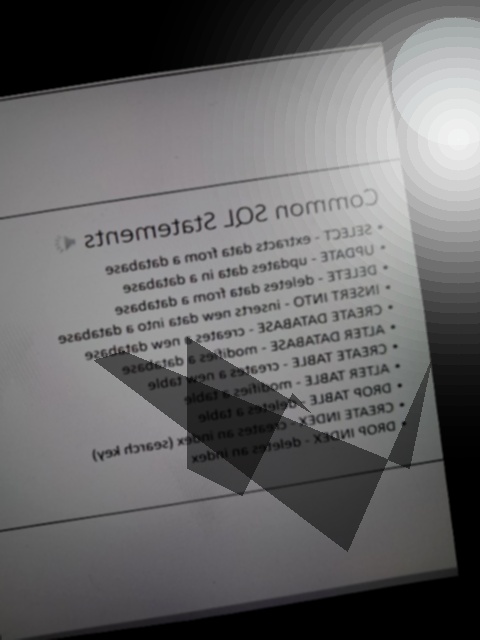 Common SQL Statements
• SELECT - extracts data from a database
• UPDATE - updates data in a database
• DELETE - deletes data from a database
• INSERT INTO - inserts new data into a database
• CREATE DATABASE - creates a new database
• ALTER DATABASE - modifies a database
• CREATE TABLE - creates a new table
• ALTER TABLE - modifies a table
• DROP TABLE - deletes a table
• CREATE INDEX - creates an index (search key)
• DROP INDEX - deletes an index